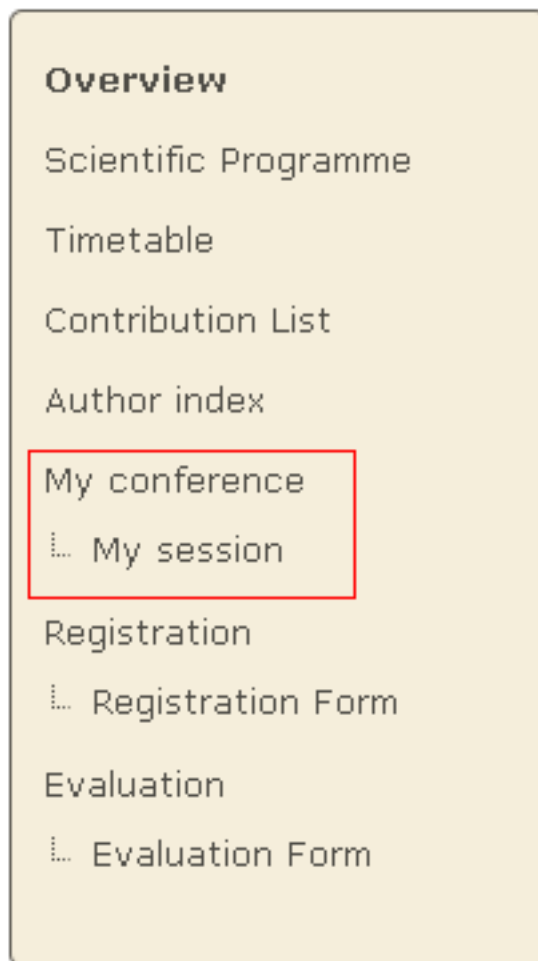 Overview
Scientific Programme
Timetable
Contribution List
Author index
My conference
My session
Registration
Registration Form
Evaluation
Evaluation Form